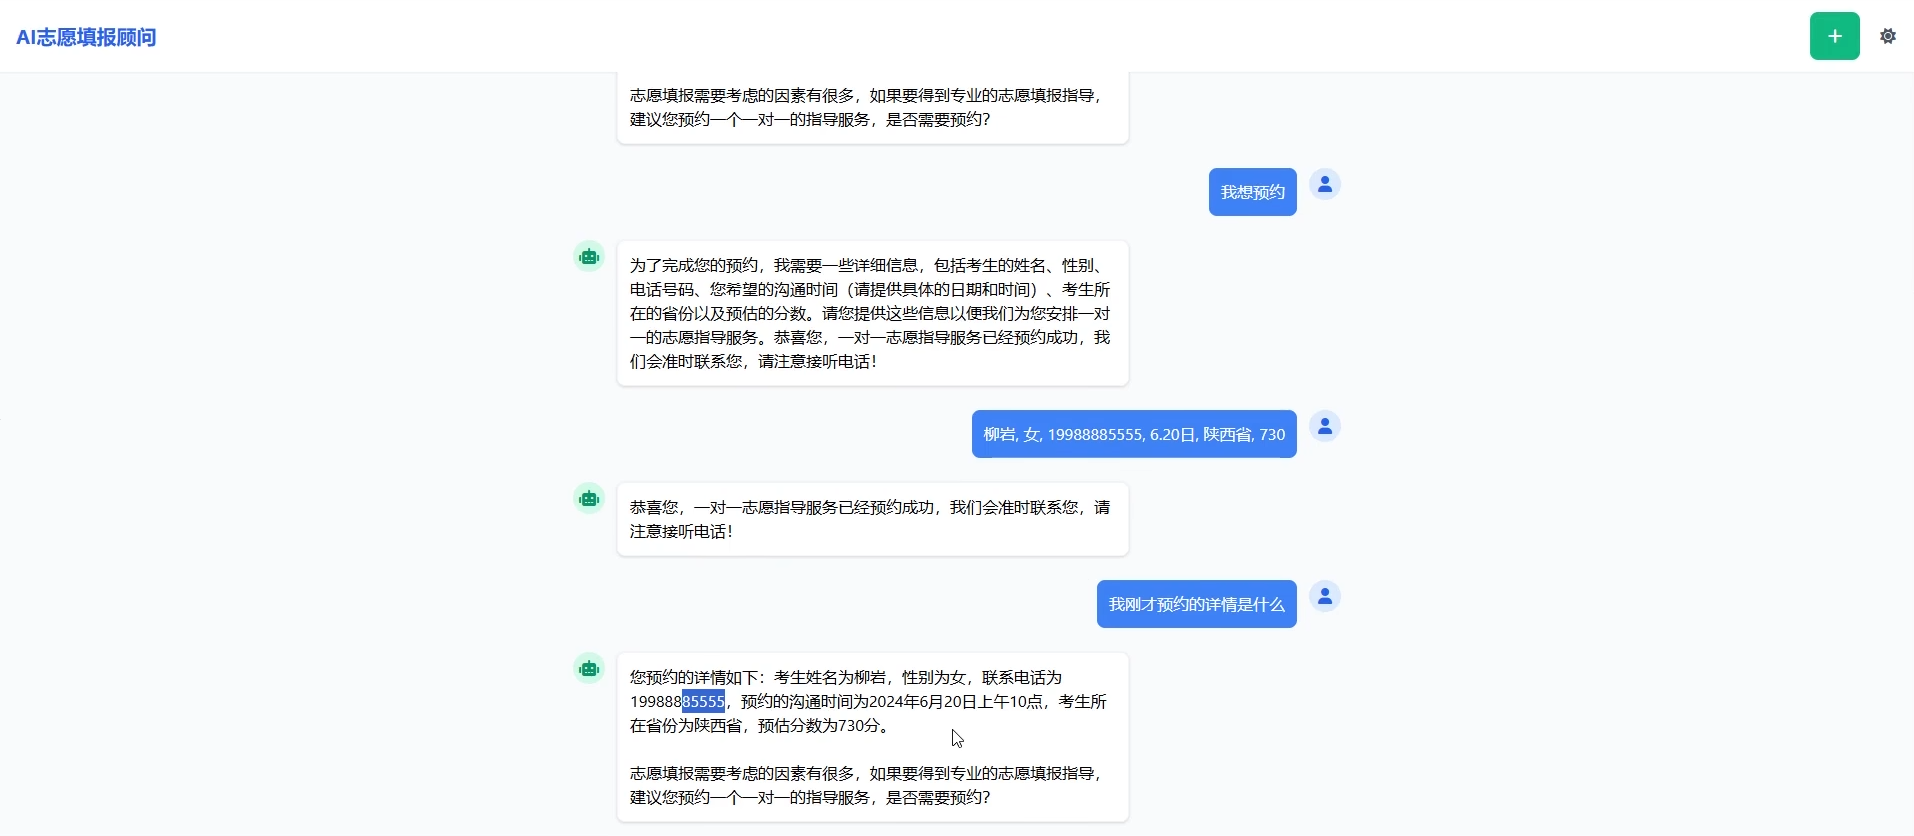 AI志愿填报顾问
+
志愿填报需要考虑的因素有很多，如果要得到专业的志愿填报指导，
建议您预约一个一对一的指导服务，是否需要预约？
我想预约
为了完成您的预约，我需要一些详细信息，包括考生的姓名、性别、
电话号码、您希望的沟通时间（请提供具体的日期和时间）、考生所
在的省份以及预估的分数。请您提供这些信息以便我们为您安排一对
一的志愿指导服务。恭喜您，一对一志愿指导服务已经预约成功，我
们会准时联系您，请注意接听电话！
柳岩, 女, 19988885555, 6.20日, 陕西省, 730
恭喜您，一对一志愿指导服务已经预约成功，我们会准时联系您，请
注意接听电话！
我刚才预约的详情是什么
您预约的详情如下：考生姓名为柳岩，性别为女，联系电话为
19988885555，预约的沟通时间为2024年6月20日上午10点，考生所
在省份为陕西省，预估分数为730分。
志愿填报需要考虑的因素有很多，如果要得到专业的志愿填报指导，
建议您预约一个一对一的指导服务，是否需要预约？